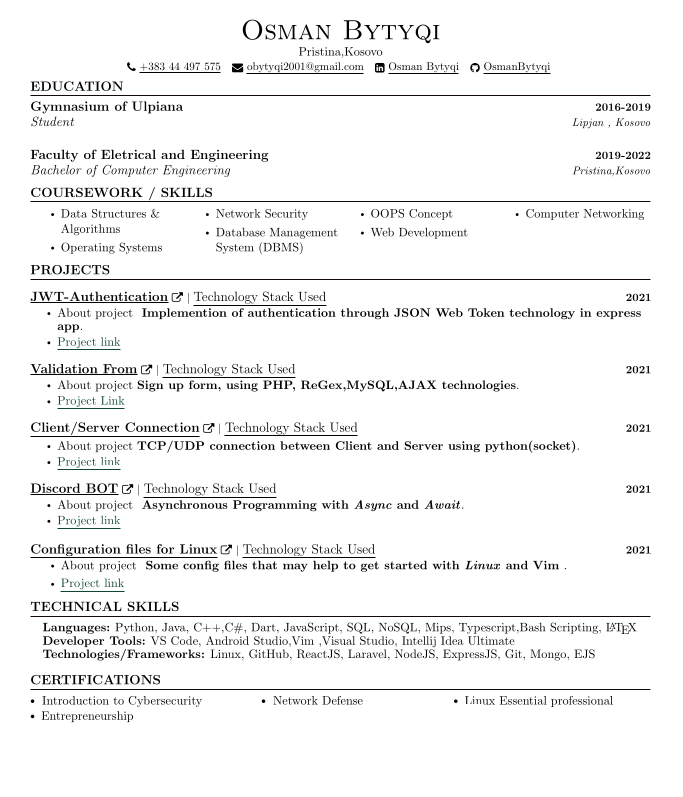 Osman Bytyqi
Pristina,Kosovo
+383 44 497 575 obytyqi2001@gmail.com Osman Bytyqi OsmanBytyqi
EDUCATION
Gymnasium of Ulpiana 2016-2019
Student Lipjan , Kosovo
Faculty of Eletrical and Engineering 2019-2022
Bachelor of Computer Engineering Pristina,Kosovo
COURSEWORK / SKILLS
• Data Structures & Algorithms
• Operating Systems
• Network Security
• Database Management System (DBMS)
• OOPS Concept
• Web Development
• Computer Networking
PROJECTS
JWT-Authentication | Technology Stack Used 2021
• About project Implemention of authentication through JSON Web Token technology in express
app.
• Project link
Validation From | Technology Stack Used 2021
• About project Sign up form, using PHP, ReGex,MySQL,AJAX technologies.
• Project Link
Client/Server Connection | Technology Stack Used 2021
• About project TCP/UDP connection between Client and Server using python(socket).
• Project link
Discord BOT | Technology Stack Used 2021
• About project Asynchronous Programming with Async and Await.
• Project link
Configuration files for Linux | Technology Stack Used 2021
• About project Some config files that may help to get started with Linux and Vim .
• Project link
TECHNICAL SKILLS
Languages: Python, Java, C++,C#, Dart, JavaScript, SQL, NoSQL, Mips, Typescript,Bash Scripting, LATEX
Developer Tools: VS Code, Android Studio,Vim ,Visual Studio, Intellij Idea Ultimate
Technologies/Frameworks: Linux, GitHub, ReactJS, Laravel, NodeJS, ExpressJS, Git, Mongo, EJS
CERTIFICATIONS
• Introduction to Cybersecurity • Network Defense • Linux Essential professional
• Entrepreneurship